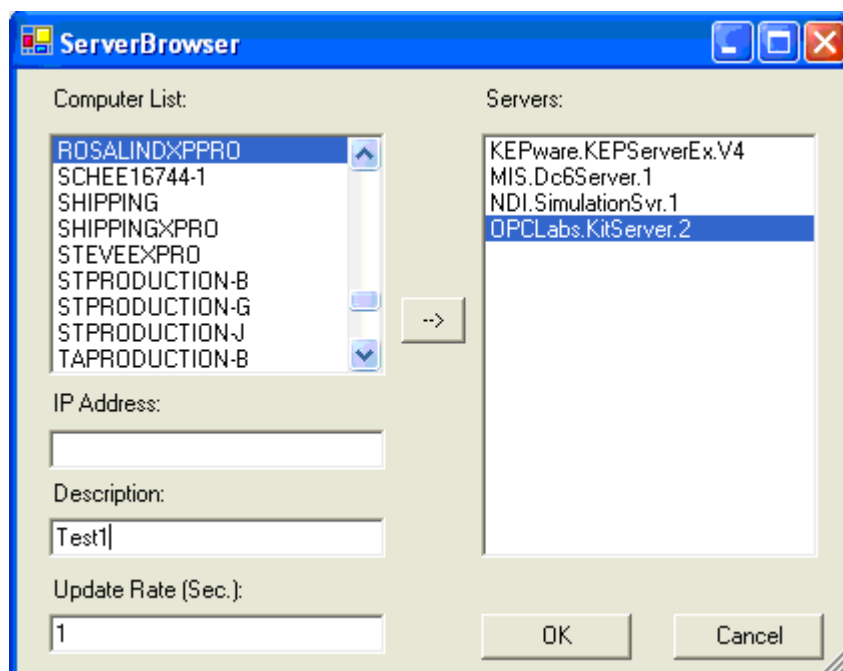 ServerBrowser
Computer List:
ROSALINDXPPRO
SCHEE16744-1
SHIPPING
SHIPPINGXPRO
STEVEEXPRO
STPRODUCTION-B
STPRODUCTION-G
STPRODUCTION-J
TAPRODUCTION-B
-->
Servers:
KEPware.KEPServerEx.V4
MIS.Dc6Server.1
NDI.SimulationSvr.1
OPCLabs.KitServer.2
IP Address:
Description:
Test1
Update Rate (Sec.):
1
OK
Cancel